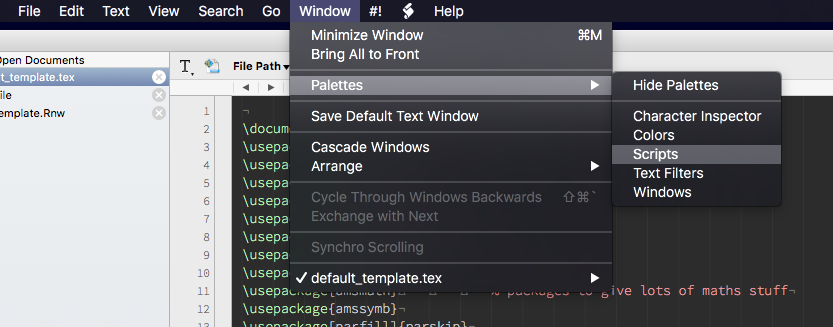 File Edit Text View Search Go Window #! Help
Minimize Window ⌘M
Bring All to Front
Palettes
Save Default Text Window
Cascade Windows
Arrange
Cycle Through Windows Backwards ⇧⌘`
Exchange with Next
Synchro Scrolling
✓ default_template.tex
Hide Palettes
Character Inspector
Colors
Scripts
Text Filters
Windows
Open Documents
t_template.tex
ile
emplate.Rnw
T File Path
1 ¬
2 \docum
3 \usepa
4 \usepa
5 \usepa
6 \usepa
7 \usepa
8 \usepa
9 \usepa
10 \usepa
11 \usepackage{amsmath} % packages to give lots of maths stuff¬
12 \usepackage{amssymb}
13 \usepackage[parfill]{parskip}